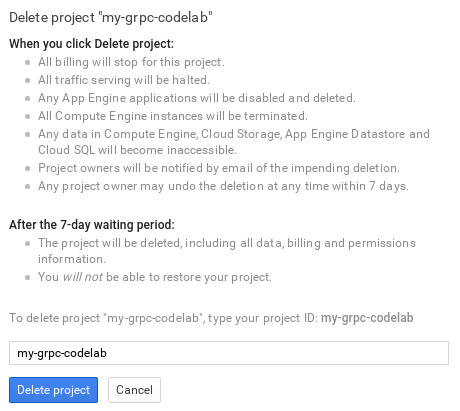 Delete project "my-grpc-codelab"
When you click Delete project:
All billing will stop for this project.
All traffic serving will be halted.
Any App Engine applications will be disabled and deleted.
All Compute Engine instances will be terminated.
Any data in Compute Engine, Cloud Storage, App Engine Datastore and
Cloud SQL will become inaccessible.
Project owners will be notified by email of the impending deletion.
Any project owner may undo the deletion at any time within 7 days.
After the 7-day waiting period:
The project will be deleted, including all data, billing and permissions
information.
You will not be able to restore your project.
To delete project "my-grpc-codelab", type your project ID: my-grpc-codelab
my-grpc-codelab
Delete project Cancel